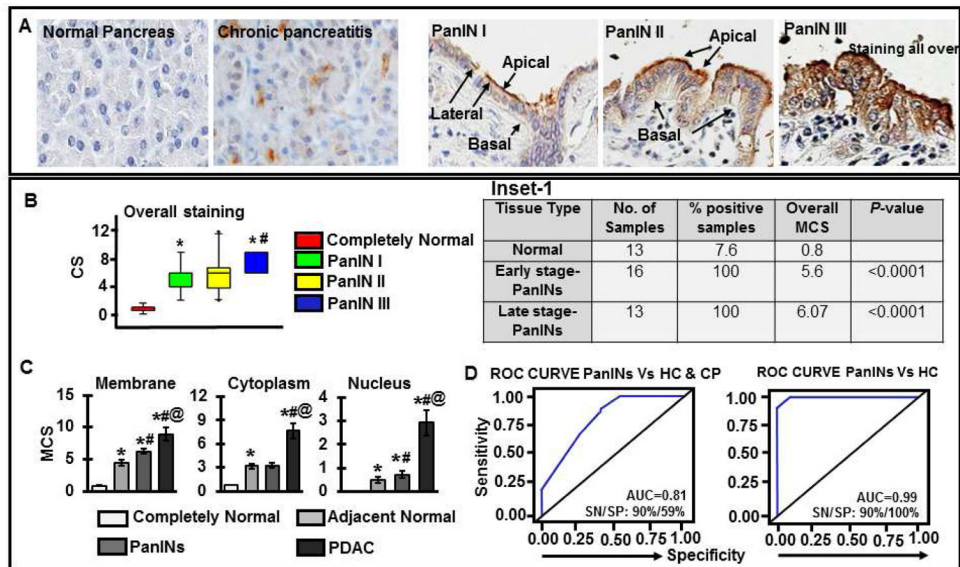 A
Normal Pancreas
Chronic pancreatitis
PanIN I
Apical
Lateral
Basal
PanIN II
Apical
Basal
PanIN III
Staining all over
B
Overall staining
CS
12
8
4
0
*
*
* #
Completely Normal
PanIN I
PanIN II
PanIN III
Inset-1
Tissue Type No. of Samples % positive samples Overall MCS P-value
Normal 13 7.6 0.8
Early stage-PanINs 16 100 5.6 <0.0001
Late stage-PanINs 13 100 6.07 <0.0001
C
Membrane
MCS
15
10
5
0
*
*#
*#@
Cytoplasm
12
9
6
3
0
*
*#@
Nucleus
4
3
2
1
0
*
*#
*#@
Completely Normal
Adjacent Normal
PanINs
PDAC
D
ROC CURVE PanINs Vs HC & CP
Sensitivity
1.00
0.75
0.50
0.25
0.00
AUC=0.81
SN/SP: 90%/59%
0.00 0.25 0.50 0.75 1.00
Specificity
ROC CURVE PanINs Vs HC
1.00
0.75
0.50
0.25
0.00
AUC=0.99
SN/SP: 90%/100%
0.00 0.25 0.50 0.75 1.00